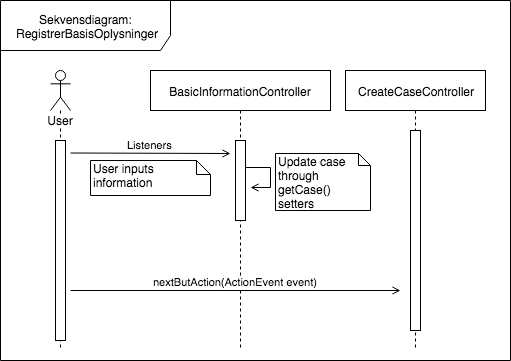 Sekvensdiagram:
RegistrerBasisOplysninger
BasicInformationController
CreateCaseController
User
Listeners
User inputs
information
Update case
through
getCase()
setters
nextButAction(ActionEvent event)